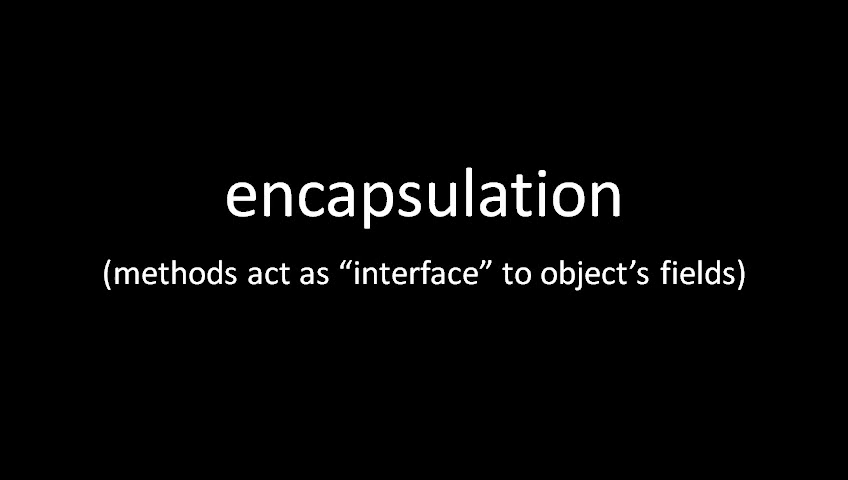 encapsulation
(methods act as “interface” to object’s fields)